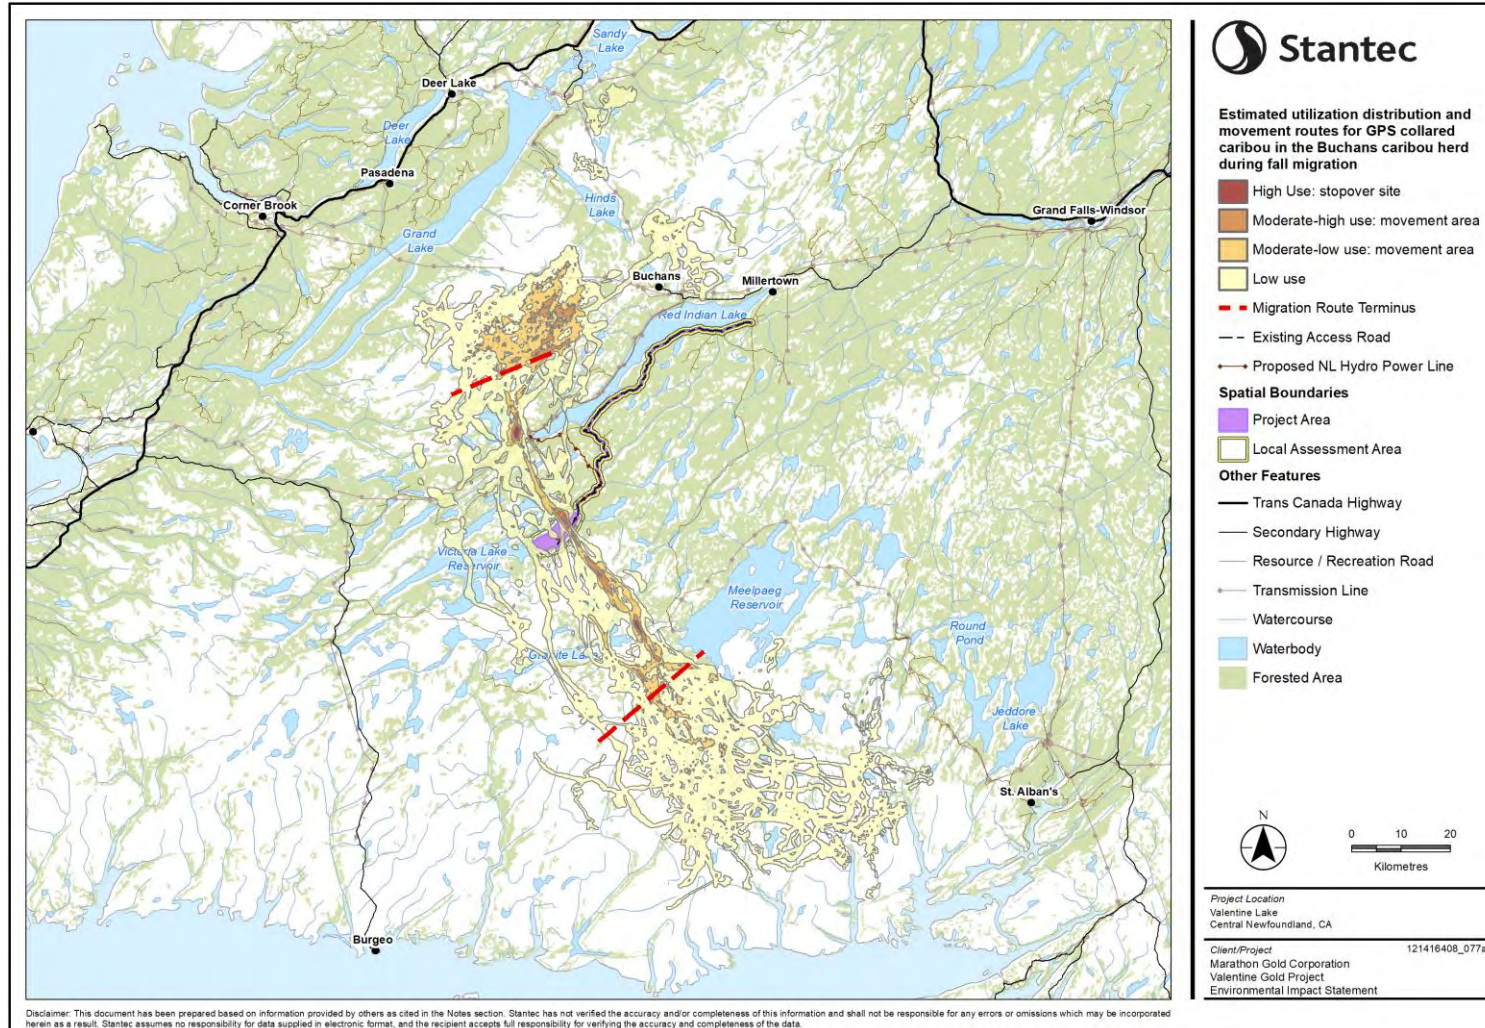 Sandy
Lake
Deer Lake
Deer
Lake
Pasadena
Corner Brook
Grand
Lake
Hinds
Lake
Grand Falls-Windsor
Buchans
Millertown
Red Indian Lake
Victoria Lake
Reservoir
Meelpaeg
Reservoir
Granite Lake
Round
Pond
Jeddore
Lake
St. Alban's
Burgeo
Stantec
Estimated utilization distribution and
movement routes for GPS collared
caribou in the Buchans caribou herd
during fall migration
High Use: stopover site
Moderate-high use: movement area
Moderate-low use: movement area
Low use
Migration Route Terminus
Existing Access Road
Proposed NL Hydro Power Line
Spatial Boundaries
Project Area
Local Assessment Area
Other Features
Trans Canada Highway
Secondary Highway
Resource / Recreation Road
Transmission Line
Watercourse
Waterbody
Forested Area
N
0 10 20
Kilometres
Project Location
Valentine Lake
Central Newfoundland, CA
Client/Project 121416408_077a
Marathon Gold Corporation
Valentine Gold Project
Environmental Impact Statement
Disclaimer: This document has been prepared based on information provided by others as cited in the Notes section. Stantec has not verified the accuracy and/or completeness of this information and shall not be responsible for any errors or omissions which may be incorporated
herein as a result. Stantec assumes no responsibility for data supplied in electronic format, and the recipient accepts full responsibility for verifying the accuracy and completeness of the data.